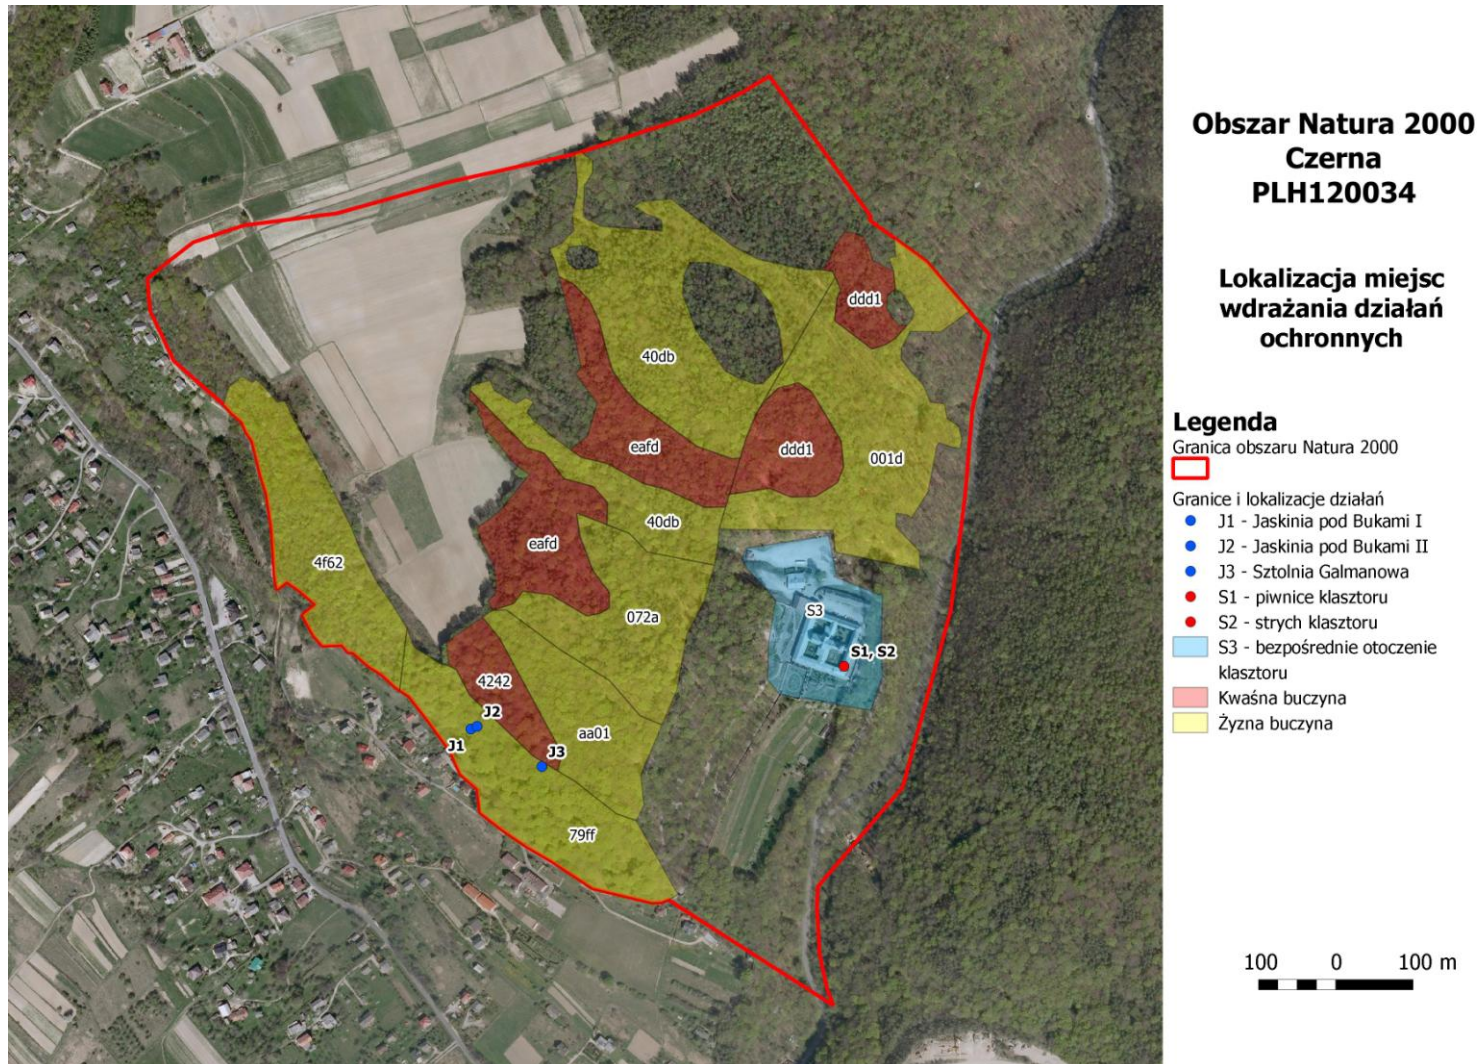 Obszar Natura 2000
Czerna
PLH120034
Lokalizacja miejsc
wdrażania działań
ochronnych
Legenda
Granica obszaru Natura 2000
Granice i lokalizacje działań
J1 - Jaskinia pod Bukami I
J2 - Jaskinia pod Bukami II
J3 - Sztolnia Galmanowa
S1 - piwnice klasztoru
S2 - strych klasztoru
S3 - bezpośrednie otoczenie
klasztoru
Kwaśna buczyna
Żyzna buczyna
100 0 100 m
ddd1
40db
eafd
ddd1
001d
40db
eafd
4f62
S3
072a
S1, S2
4242
J2
aa01
J1
J3
79ff